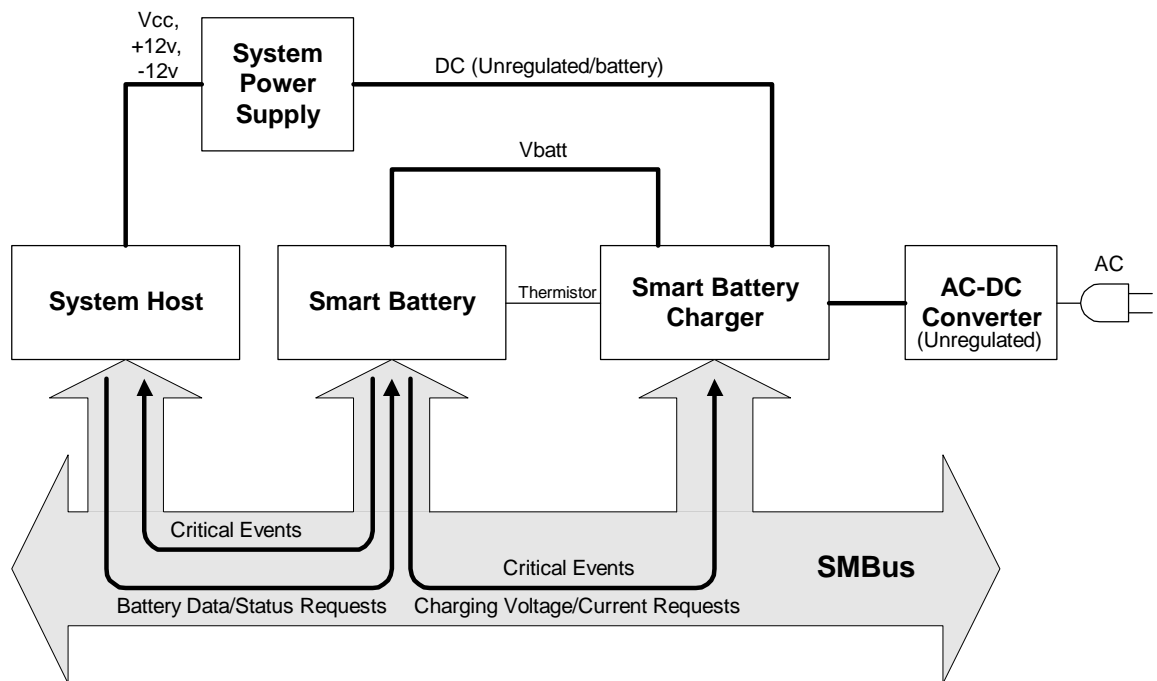 Vcc,
+12v,
-12v
System
Power
Supply
DC (Unregulated/battery)
Vbatt
System Host
Smart Battery
Thermistor
Smart Battery
Charger
AC-DC
Converter
(Unregulated)
AC
Critical Events
Battery Data/Status Requests
Critical Events
Charging Voltage/Current Requests
SMBus